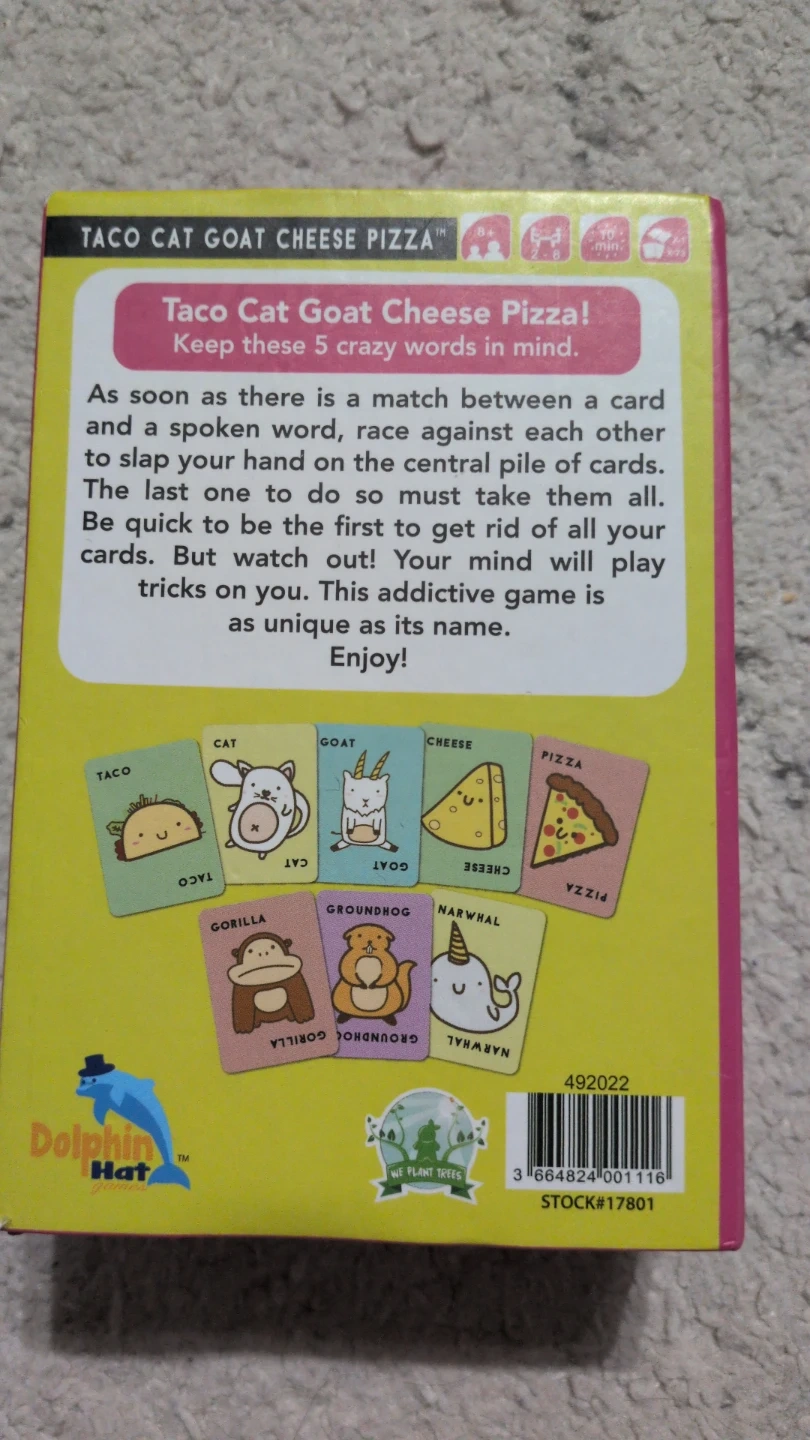 TACO CAT GOAT CHEESE PIZZA™
8+
2 - 8
10
min
Taco Cat Goat Cheese Pizza!
Keep these 5 crazy words in mind.
As soon as there is a match between a card
and a spoken word, race against each other
to slap your hand on the central pile of cards.
The last one to do so must take them all.
Be quick to be the first to get rid of all your
cards. But watch out! Your mind will play
tricks on you. This addictive game is
as unique as its name.
Enjoy!
TACO
CAT
GOAT
CHEESE
PIZZA
TACO
CAT
GOAT
CHEESE
PIZZA
GORILLA
GROUNDHOG
NARWHAL
GORILLA
GROUNDHOG
NARWHAL
Dolphin
Hat™
games
WE PLANT TREES
492022
3 664824 001116
STOCK#17801